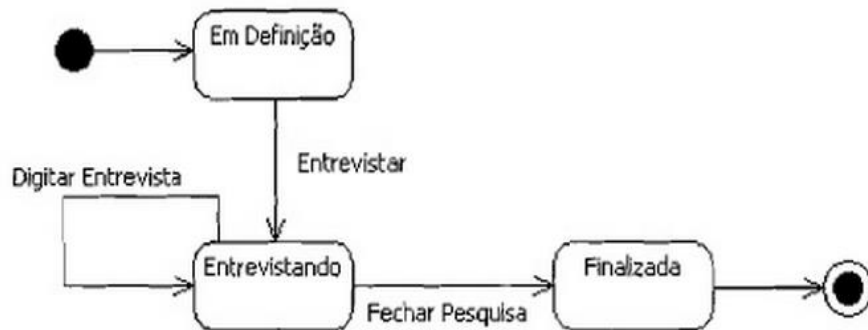 Em Definição
Entrevistar
Digitar Entrevista
Entrevistando
Fechar Pesquisa
Finalizada